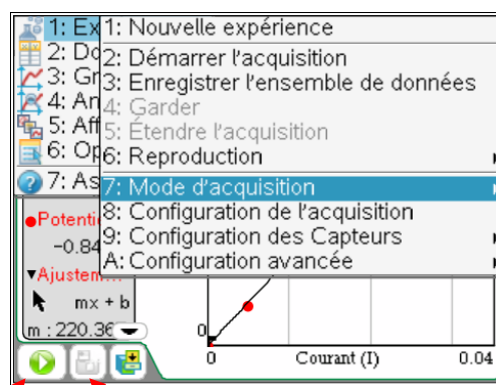 1: Ex
2: Do
3: Gr
4: An
5: Aff
6: Op
7: As
1: Nouvelle expérience
2: Démarrer l'acquisition
3: Enregistrer l'ensemble de données
4: Garder
5: Étendre l'acquisition
6: Reproduction
7: Mode d'acquisition
8: Configuration de l'acquisition
9: Configuration des Capteurs
A: Configuration avancée
Potentie
-0.84
▾Ajustem...
mx + b
m : 220.36
0
0 Courant (I) 0.04